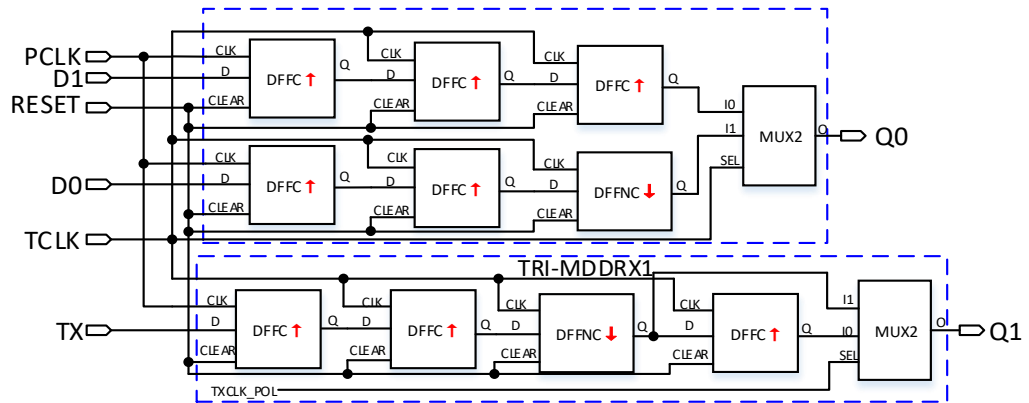 PCLK
D1
RESET
D0
TCLK
TX
CLK
D
CLEAR
DFFC
Q
CLK
D
CLEAR
DFFC
Q
CLK
D
CLEAR
DFFC
Q
CLK
D
CLEAR
DFFC
Q
CLK
D
CLEAR
DFFC
Q
CLK
D
CLEAR
DFFNC
Q
I0
I1
SEL
MUX2
O
Q0
TRI-MDDRX1
CLK
D
CLEAR
DFFC
Q
CLK
D
CLEAR
DFFC
Q
CLK
D
CLEAR
DFFNC
Q
CLK
D
CLEAR
DFFC
Q
I1
I0
SEL
MUX2
O
Q1
TXCLK_POL